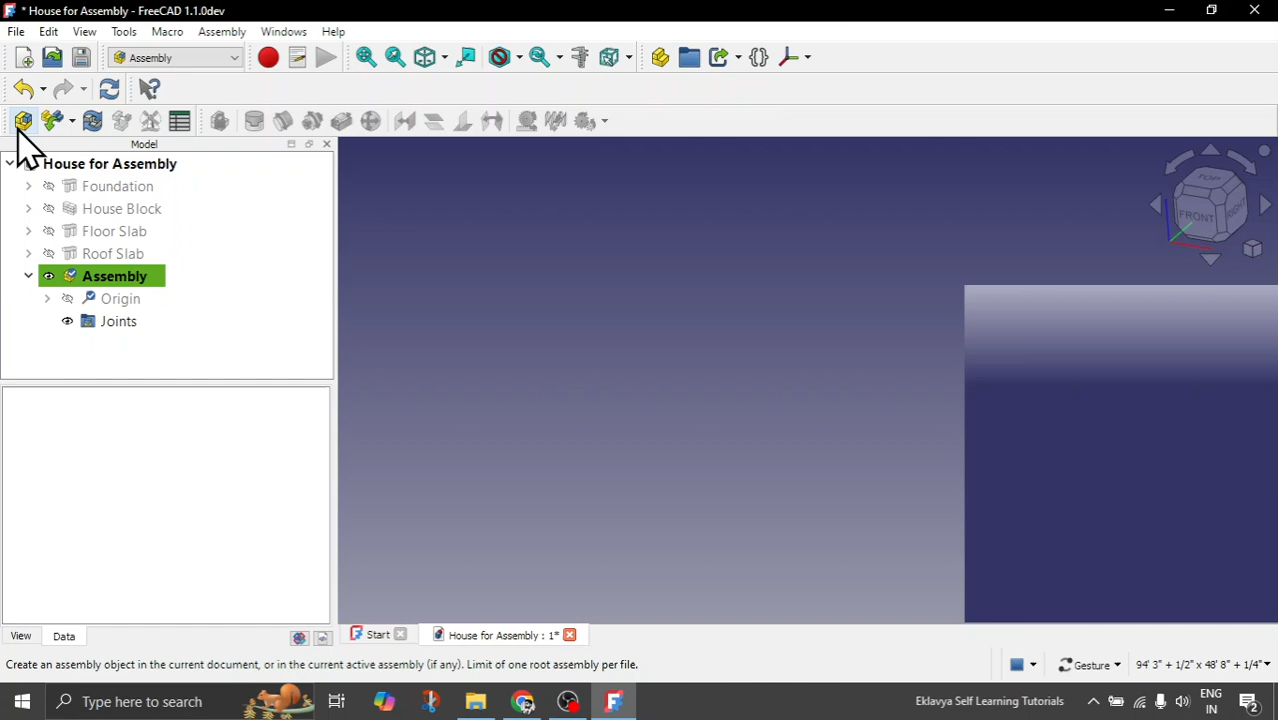 * House for Assembly - FreeCAD 1.1.0dev
File Edit View Tools Macro Assembly Windows Help
Assembly
Model
House for Assembly
Foundation
House Block
Floor Slab
Roof Slab
Assembly
Origin
Joints
TOP
FRONT
RIGHT
View Data
Start
House for Assembly : 1*
Create an assembly object in the current document, or in the current active assembly (if any). Limit of one root assembly per file.
Gesture
94' 3" + 1/2" x 48' 8" + 1/4"
Type here to search
Eklavya Self Learning Tutorials
ENG
IN
2